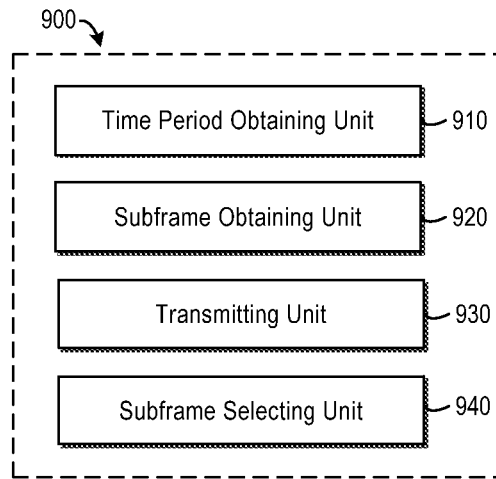 900
Time Period Obtaining Unit 910
Subframe Obtaining Unit 920
Transmitting Unit 930
Subframe Selecting Unit 940